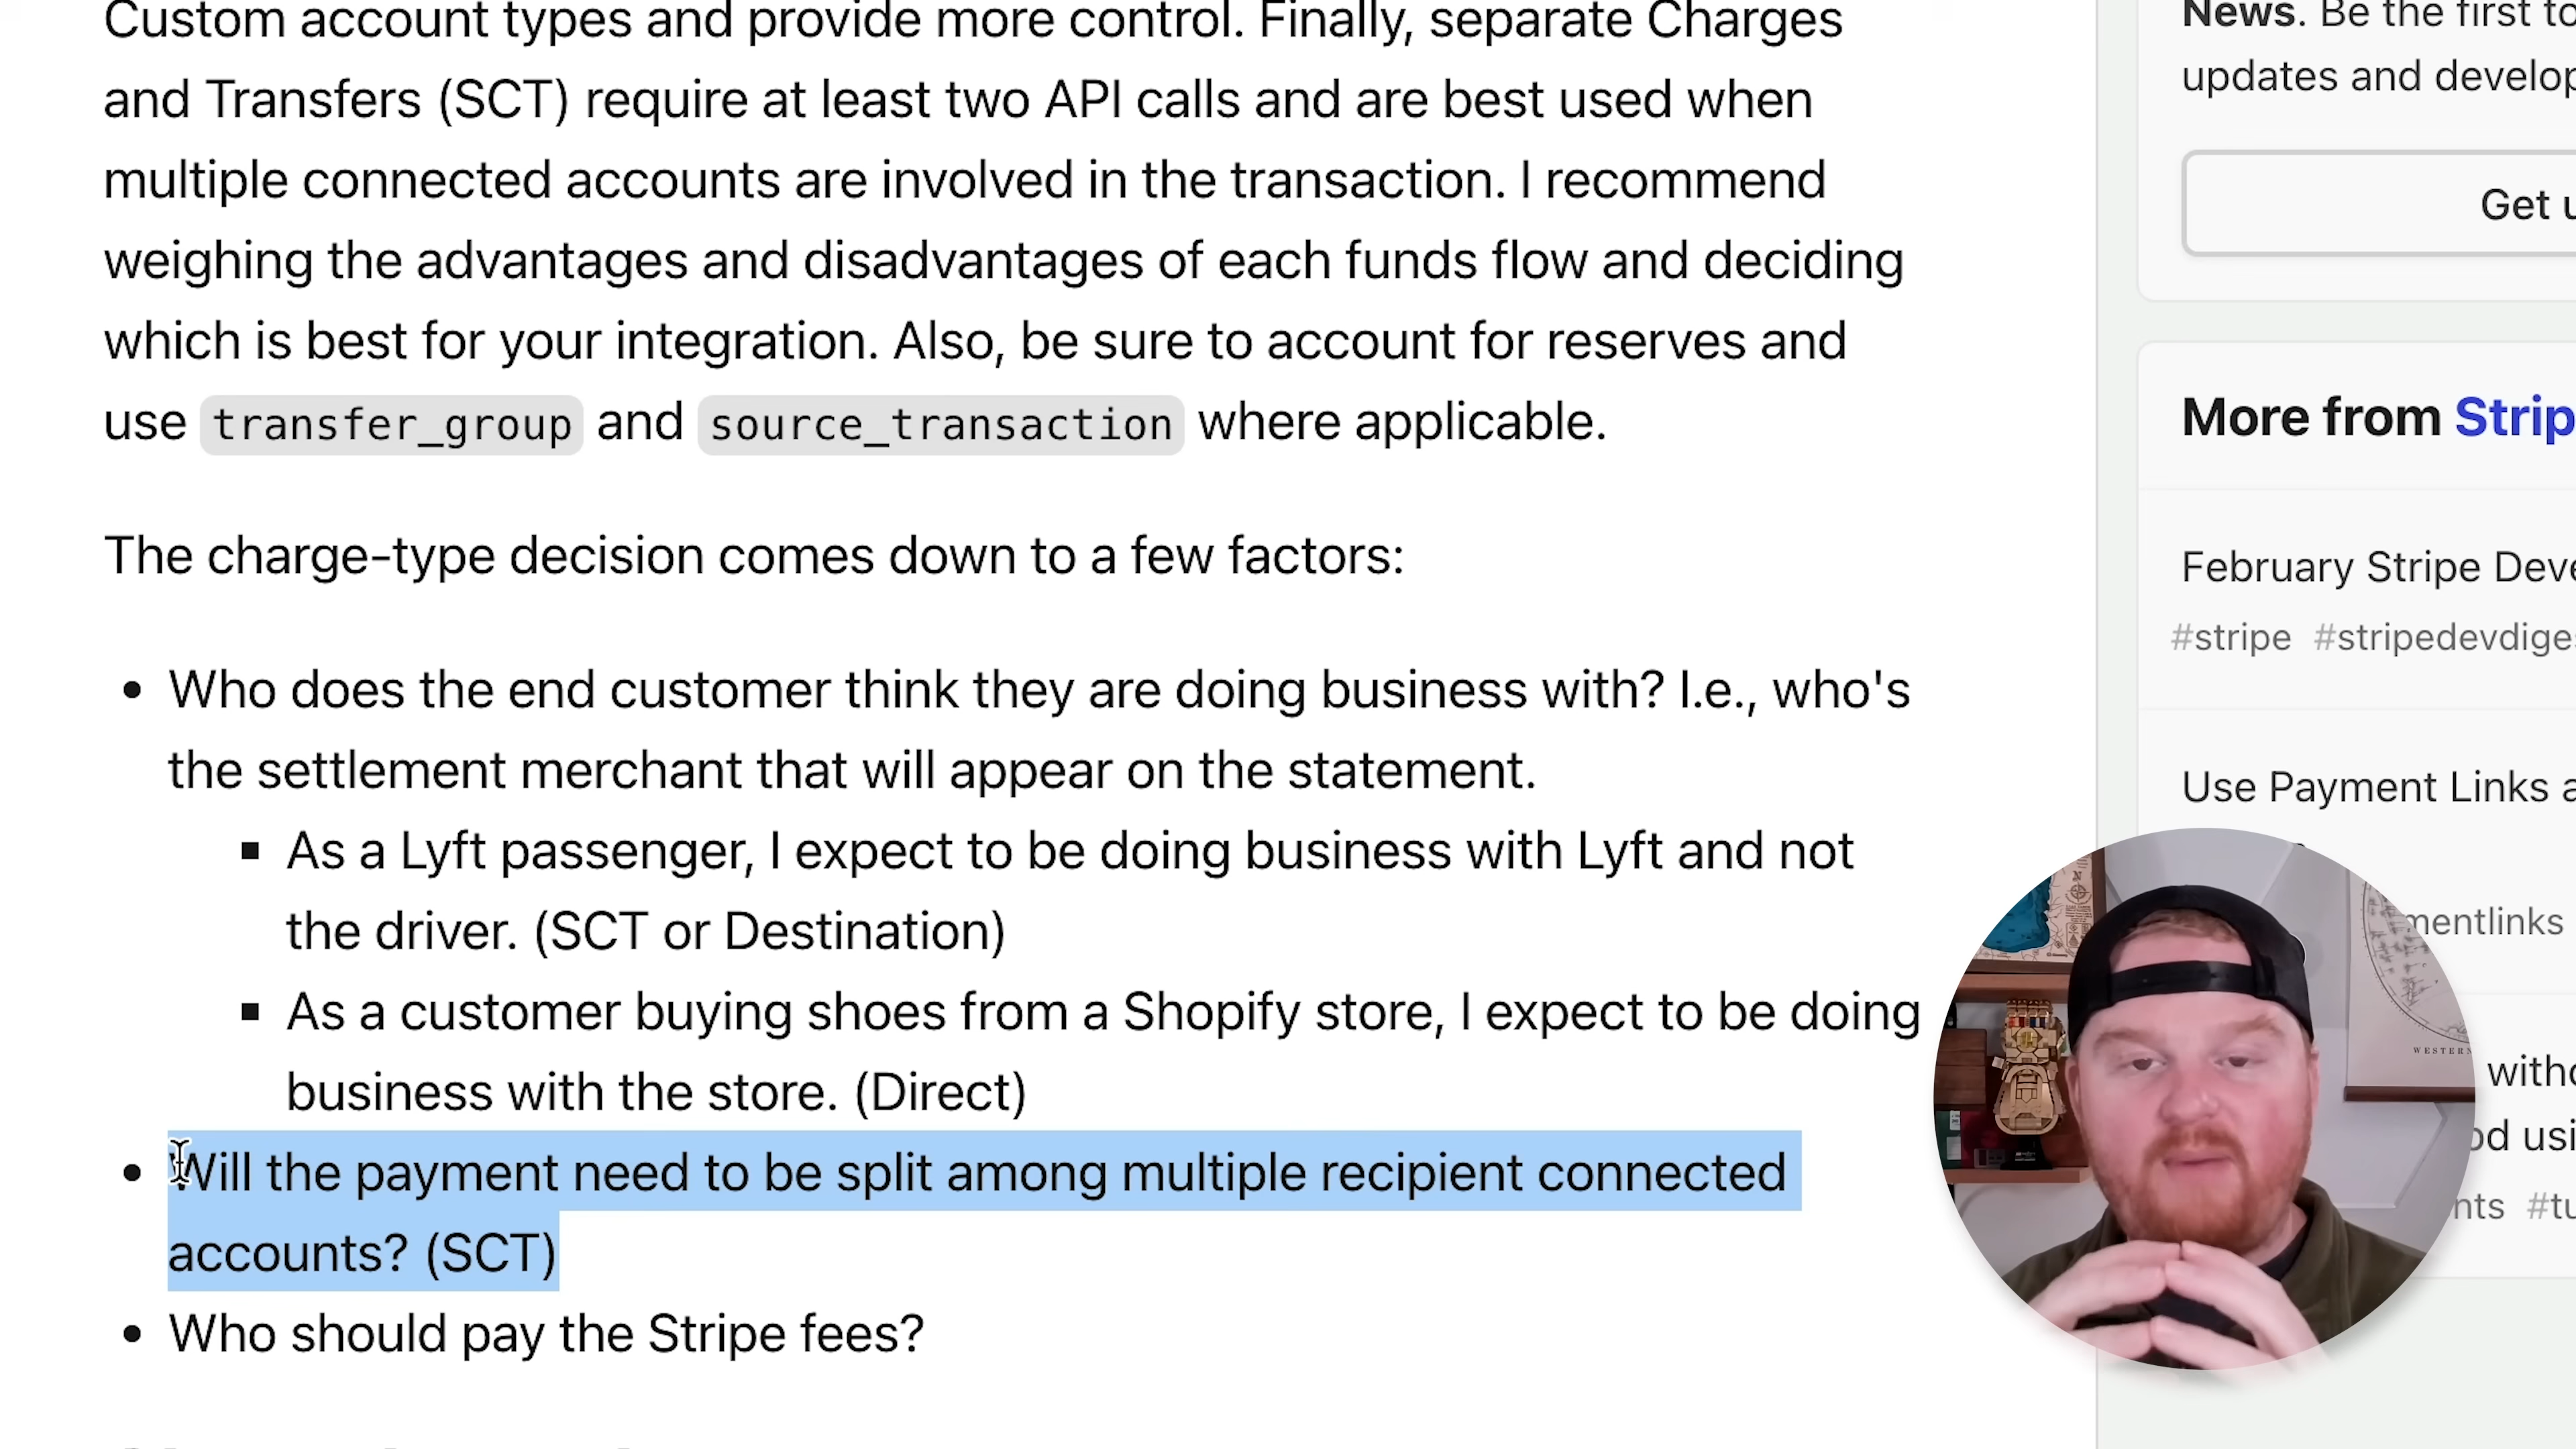 Custom account types and provide more control. Finally, separate Charges
and Transfers (SCT) require at least two API calls and are best used when
multiple connected accounts are involved in the transaction. I recommend
weighing the advantages and disadvantages of each funds flow and deciding
which is best for your integration. Also, be sure to account for reserves and
use transfer_group and source_transaction where applicable.
The charge-type decision comes down to a few factors:
• Who does the end customer think they are doing business with? I.e., who's
the settlement merchant that will appear on the statement.
▪ As a Lyft passenger, I expect to be doing business with Lyft and not
the driver. (SCT or Destination)
▪ As a customer buying shoes from a Shopify store, I expect to be doing
business with the store. (Direct)
• Will the payment need to be split among multiple recipient connected
accounts? (SCT)
• Who should pay the Stripe fees?
News. Be the first to
updates and develop
Get u
More from Strip
February Stripe Deve
#stripe #stripedevdige
Use Payment Links a
mentlinks
WESTERN
witho
od usi
nts #tu